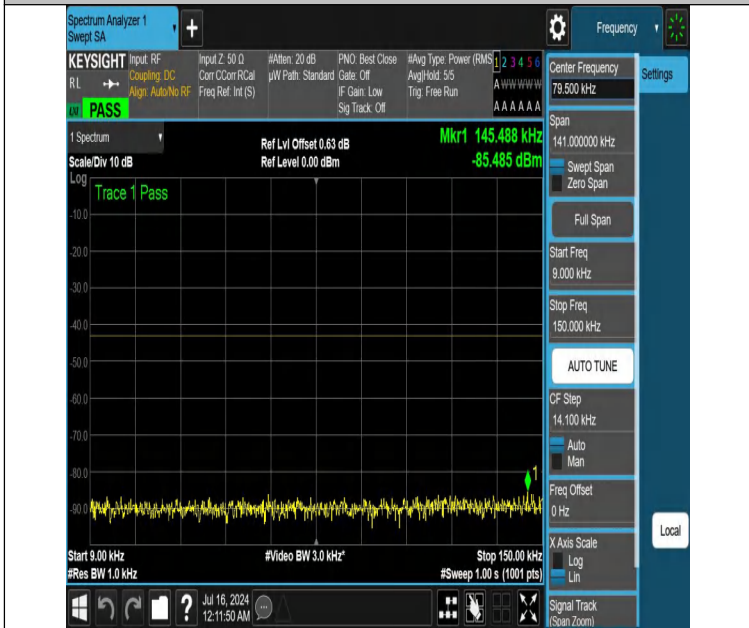 Spectrum Analyzer 1
Swept SA
Frequency
KEYSIGHT
RL
PASS
Input: RF
Coupling: DC
Align: Auto/No RF
Input Z: 50 Ω
Corr CCorr RCal
Freq Ref: Int (S)
#Atten: 20 dB
µW Path: Standard
PNO: Best Close
Gate: Off
IF Gain: Low
Sig Track: Off
#Avg Type: Power (RMS
Avg|Hold: 5/5
Trig: Free Run
1 2 3 4 5 6
A W W W W W
A A A A A A
1 Spectrum
Scale/Div 10 dB
Log
Ref Lvl Offset 0.63 dB
Ref Level 0.00 dBm
Mkr1 145.488 kHz
-85.485 dBm
Trace 1 Pass
-10.0
-20.0
-30.0
-40.0
-50.0
-60.0
-70.0
-80.0
-90.0
1
Start 9.00 kHz
#Res BW 1.0 kHz
#Video BW 3.0 kHz*
Stop 150.00 kHz
#Sweep 1.00 s (1001 pts)
Jul 16, 2024
12:11:50 AM
Center Frequency
79.500 kHz
Settings
Span
141.000000 kHz
Swept Span
Zero Span
Full Span
Start Freq
9.000 kHz
Stop Freq
150.000 kHz
AUTO TUNE
CF Step
14.100 kHz
Auto
Man
Freq Offset
0 Hz
X Axis Scale
Log
Lin
Local
Signal Track
(Span Zoom)